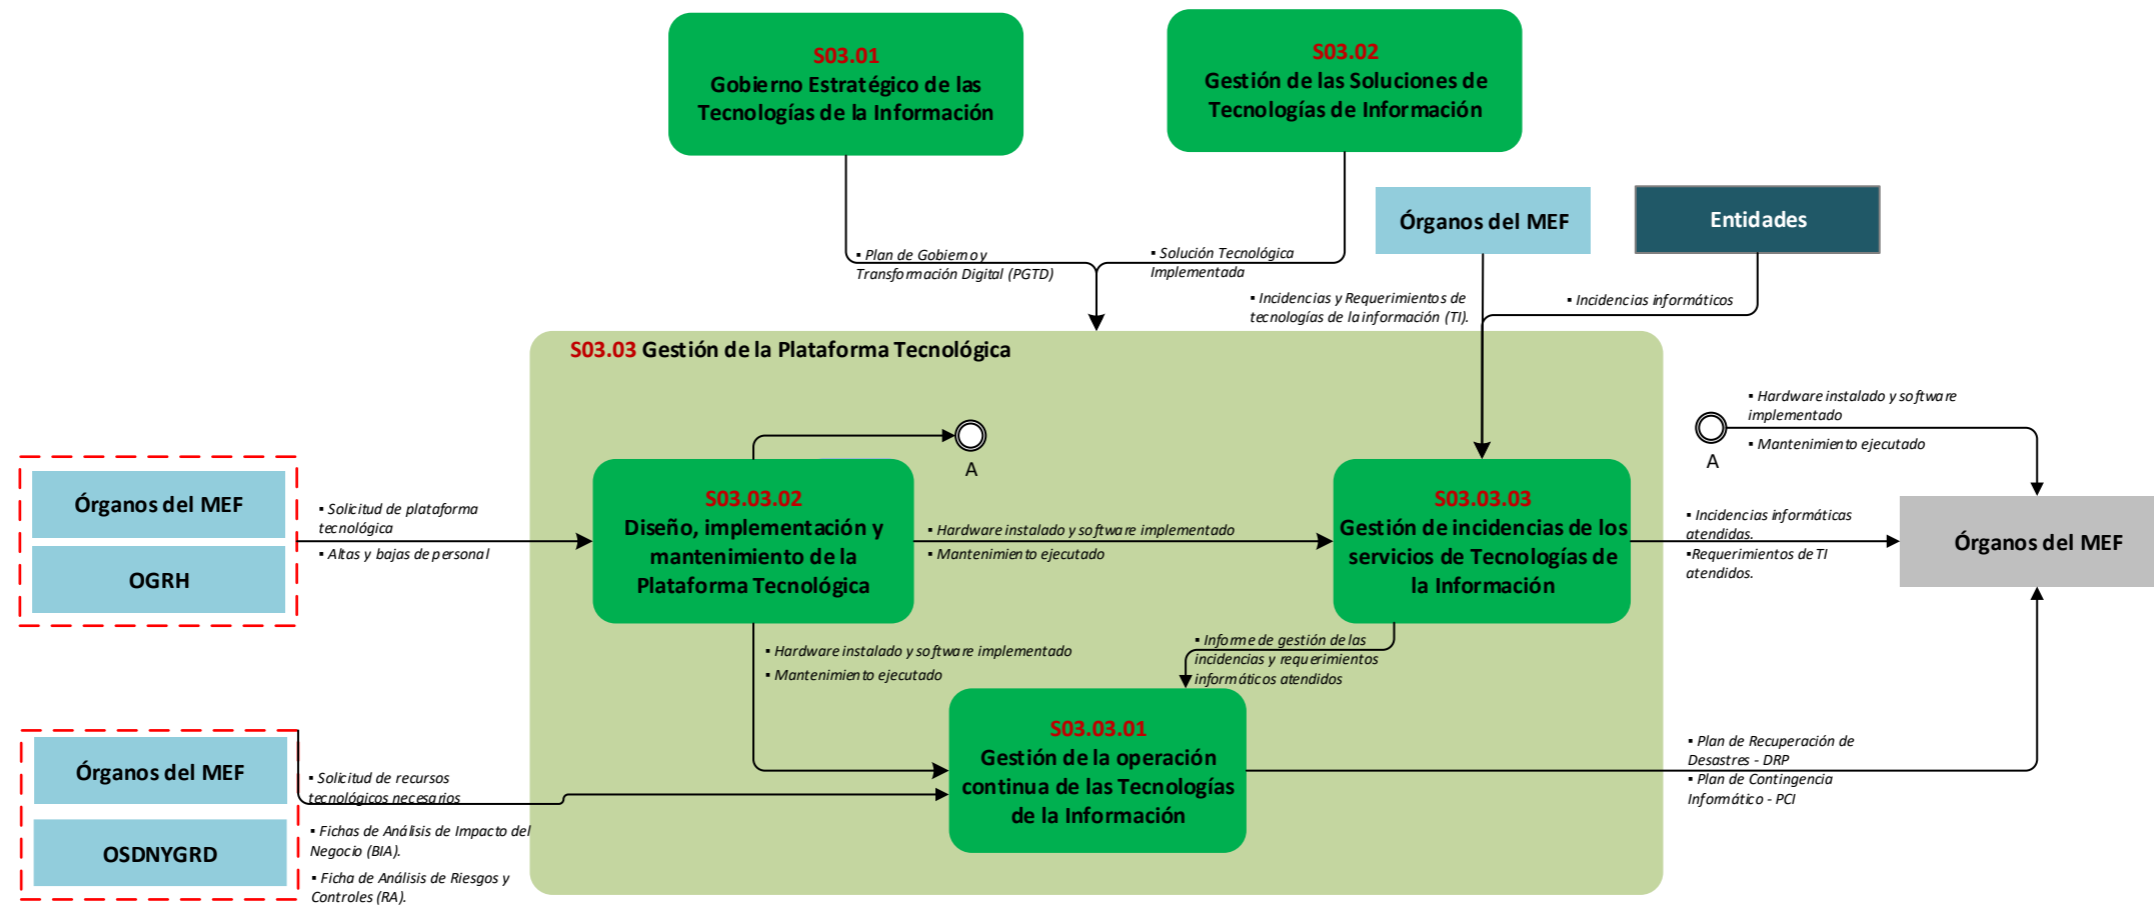 S03.01
Gobierno Estratégico de las
Tecnologías de la Información
S03.02
Gestión de las Soluciones de
Tecnologías de Información
Órganos del MEF
Entidades
▪ Plan de Gobierno y
Transformación Digital (PGTD)
▪ Solución Tecnológica
Implementada
▪ Incidencias y Requerimientos de
tecnologías de la información (TI).
▪ Incidencias informáticos
S03.03 Gestión de la Plataforma Tecnológica
A
▪ Hardware instalado y software
implementado
▪ Mantenimiento ejecutado
A
Órganos del MEF
OGRH
▪ Solicitud de plataforma
tecnológica
▪ Altas y bajas de personal
S03.03.02
Diseño, implementación y
mantenimiento de la
Plataforma Tecnológica
▪ Hardware instalado y software implementado
▪ Mantenimiento ejecutado
S03.03.03
Gestión de incidencias de los
servicios de Tecnologías de
la Información
▪ Incidencias informáticas
atendidas.
▪Requerimientos de TI
atendidos.
Órganos del MEF
▪ Hardware instalado y software implementado
▪ Mantenimiento ejecutado
▪ Informe de gestión de las
incidencias y requerimientos
informáticos atendidos
Órganos del MEF
OSDNYGRD
▪ Solicitud de recursos
tecnológicos necesarios
▪ Fichas de Análisis de Impacto del
Negocio (BIA).
▪ Ficha de Análisis de Riesgos y
Controles (RA).
S03.03.01
Gestión de la operación
continua de las Tecnologías
de la Información
▪ Plan de Recuperación de
Desastres - DRP
▪ Plan de Contingencia
Informático - PCI